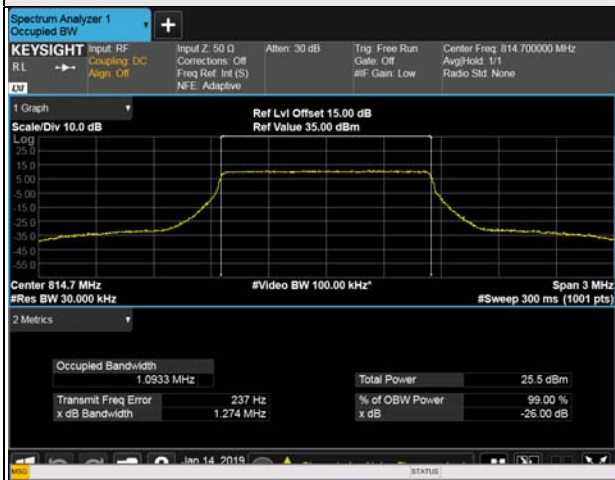 Spectrum Analyzer 1
Occupied BW
+
KEYSIGHT Input: RF Input Z: 50 Ω Atten: 30 dB Trig: Free Run Center Freq: 814.700000 MHz
RL Coupling: DC Corrections: Off Gate: Off Avg|Hold: 1/1
Align: Off Freq Ref: Int (S) #IF Gain: Low Radio Std: None
LXI NFE: Adaptive
1 Graph
Ref Lvl Offset 15.00 dB
Scale/Div 10.0 dB Ref Value 35.00 dBm
Log
25.0
15.0
5.00
-5.00
-15.0
-25.0
-35.0
-45.0
-55.0
Center 814.7 MHz #Video BW 100.00 kHz* Span 3 MHz
#Res BW 30.000 kHz #Sweep 300 ms (1001 pts)
2 Metrics
Occupied Bandwidth
1.0933 MHz Total Power 25.5 dBm
Transmit Freq Error 237 Hz % of OBW Power 99.00 %
x dB Bandwidth 1.274 MHz x dB -26.00 dB
Jan 14, 2019
MSG STATUS